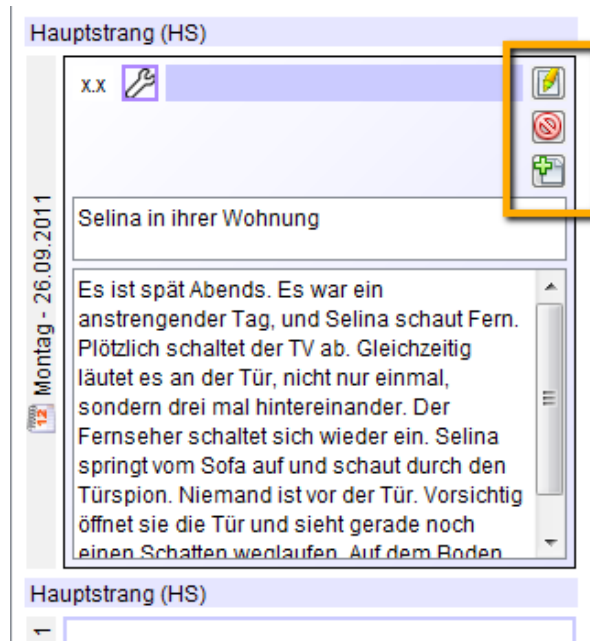 Hauptstrang (HS)
x.x
Montag - 26.09.2011
12
Selina in ihrer Wohnung
Es ist spät Abends. Es war ein
anstrengender Tag, und Selina schaut Fern.
Plötzlich schaltet der TV ab. Gleichzeitig
läutet es an der Tür, nicht nur einmal,
sondern drei mal hintereinander. Der
Fernseher schaltet sich wieder ein. Selina
springt vom Sofa auf und schaut durch den
Türspion. Niemand ist vor der Tür. Vorsichtig
öffnet sie die Tür und sieht gerade noch
einen Schatten weglaufen. Auf dem Boden
Hauptstrang (HS)
1